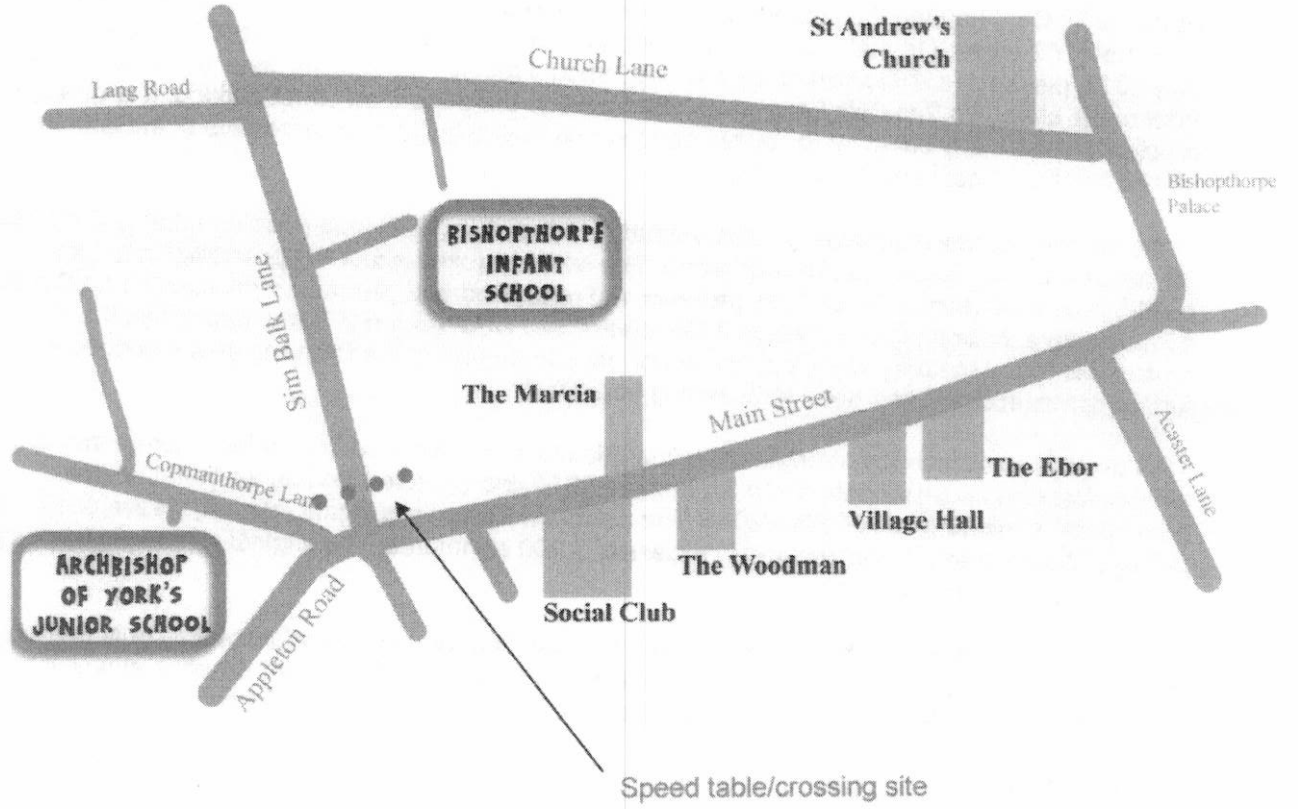 St Andrew's
Church
Church Lane
Lang Road
Bishopthorpe
Palace
BISHOPTHORPE
INFANT
SCHOOL
Sim Balk Lane
The Marcia
Main Street
Copmanthorpe Lane
The Ebor
Acaster Lane
Village Hall
The Woodman
ARCHBISHOP
OF YORK'S
JUNIOR SCHOOL
Social Club
Appleton Road
Speed table/crossing site